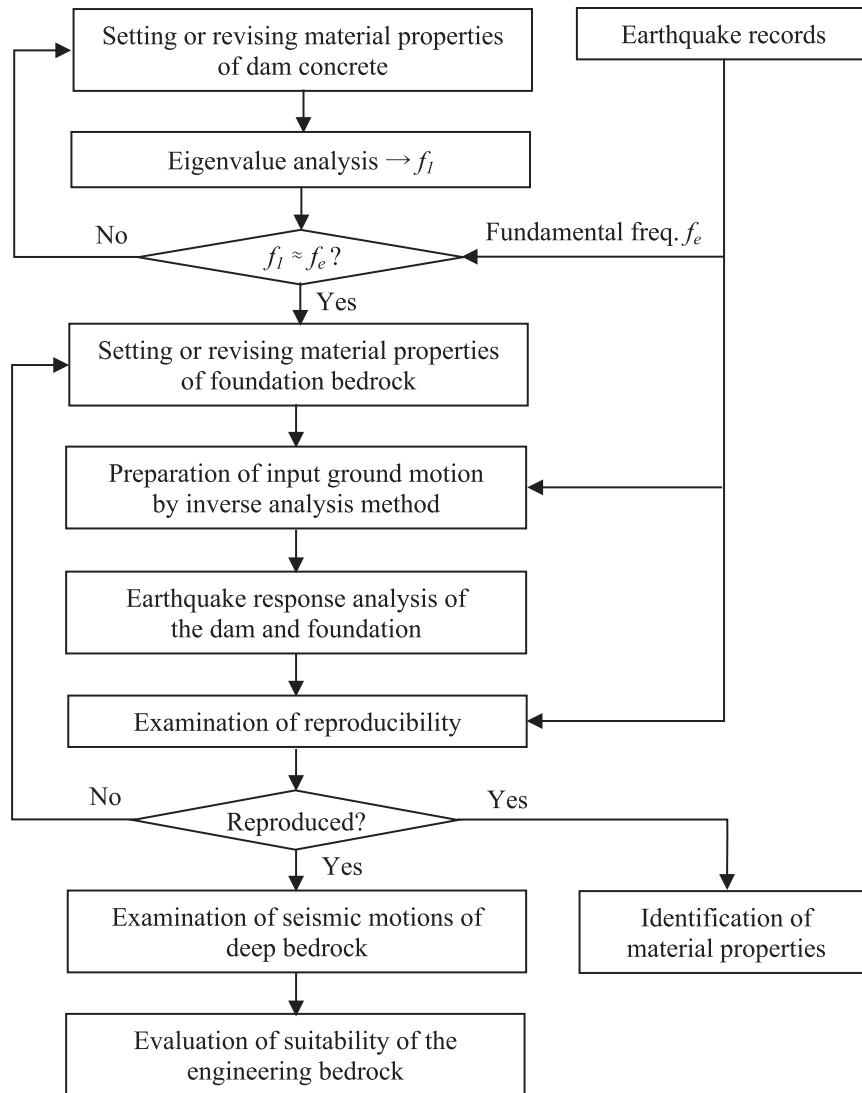 Setting or revising material properties
of dam concrete
Earthquake records
Eigenvalue analysis → f1
No
Fundamental freq. fe
f1 ≈ fe?
Yes
Setting or revising material properties
of foundation bedrock
Preparation of input ground motion
by inverse analysis method
Earthquake response analysis of
the dam and foundation
Examination of reproducibility
No
Yes
Reproduced?
Yes
Examination of seismic motions of
deep bedrock
Identification of
material properties
Evaluation of suitability of the
engineering bedrock